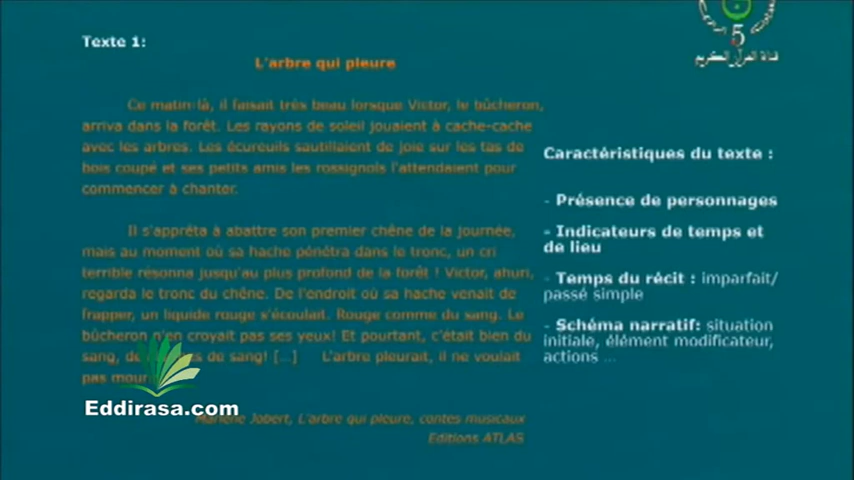 Texte 1:
L'arbre qui pleure
Ce matin-là, il faisait très beau lorsque Victor, le bûcheron,
arriva dans la forêt. Les rayons de soleil jouaient à cache-cache
avec les arbres. Les écureuils sautillaient de joie sur les tas de
bois coupé et ses petits amis les rossignols l'attendaient pour
commencer à chanter.
Il s'apprêta à abattre son premier chêne de la journée,
mais au moment où sa hache pénétra dans le tronc, un cri
terrible résonna jusqu'au plus profond de la forêt ! Victor, ahuri,
regarda le tronc du chêne. De l'endroit où sa hache venait de
frapper, un liquide rouge s'écoulait. Rouge comme du sang. Le
bûcheron n'en croyait pas ses yeux! Et pourtant, c'était bien du
sang, de sang! [...] L'arbre pleurait, il ne voulait
pas
Marlène Jobert, L'arbre qui pleure, contes musicaux
Editions ATLAS
5
قناة القرآن الكريم
Caractéristiques du texte :
- Présence de personnages
- Indicateurs de temps et
de lieu
- Temps du récit : imparfait/
passé simple
- Schéma narratif: situation
initiale, élément modificateur,
actions ...
Eddirasa.com